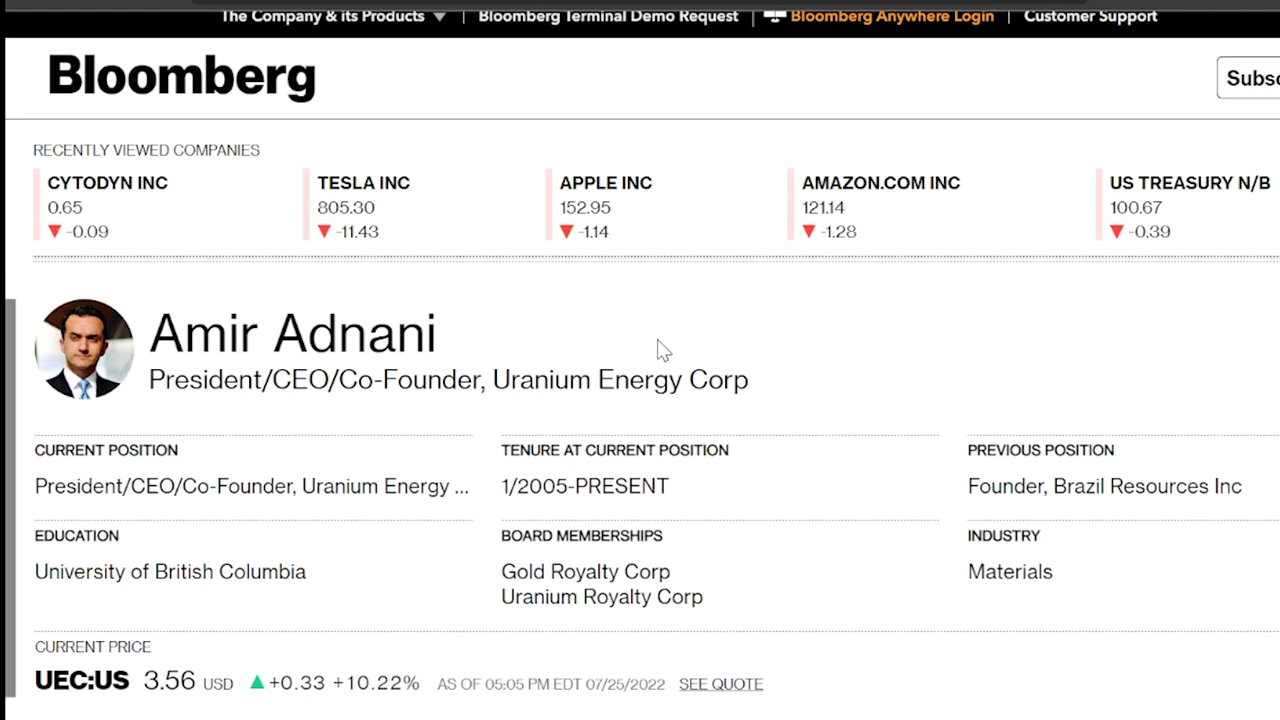 The Company & its Products ▼ | Bloomberg Terminal Demo Request | Bloomberg Anywhere Login | Customer Support
Bloomberg
RECENTLY VIEWED COMPANIES
CYTODYN INC TESLA INC APPLE INC AMAZON.COM INC US TREASURY N/B
0.65 805.30 152.95 121.14 100.67
▼ -0.09 ▼ -11.43 ▼ -1.14 ▼ -1.28 ▼ -0.39
Amir Adnani
President/CEO/Co-Founder, Uranium Energy Corp
CURRENT POSITION TENURE AT CURRENT POSITION PREVIOUS POSITION
President/CEO/Co-Founder, Uranium Energy ... 1/2005-PRESENT Founder, Brazil Resources Inc
EDUCATION BOARD MEMBERSHIPS INDUSTRY
University of British Columbia Gold Royalty Corp Materials
Uranium Royalty Corp
CURRENT PRICE
UEC:US 3.56 USD ▲ +0.33 +10.22% AS OF 05:05 PM EDT 07/25/2022 SEE QUOTE